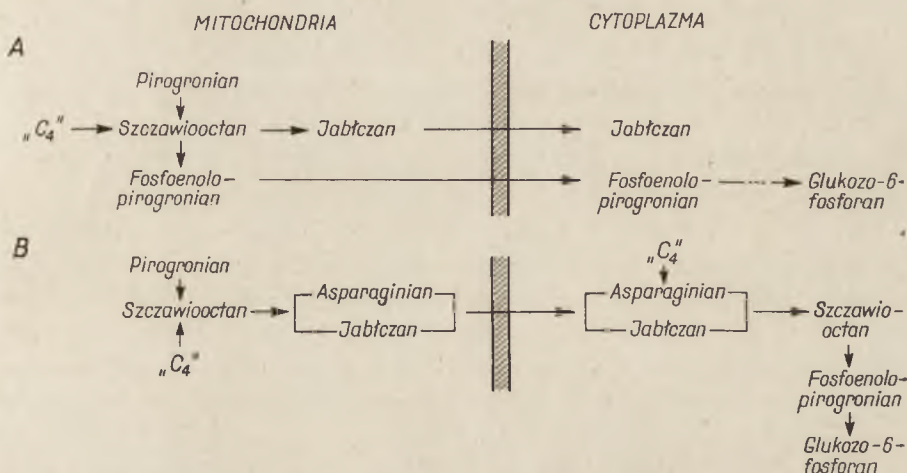 MITOCHONDRIA CYTOPLAZMA
A
Pirogronian
„C₄" Szczawiooctan Jabłczan Jabłczan
Fosfoenolo-
pirogronian
Fosfoenolo-
pirogronian
Glukozo-6-
fosforan
B
Pirogronian
Szczawiooctan
„C₄"
Asparaginian
Jabłczan
„C₄"
Asparaginian
Jabłczan
Szczawio-
octan
Fosfoenolo-
pirogronian
Glukozo-6-
fosforan